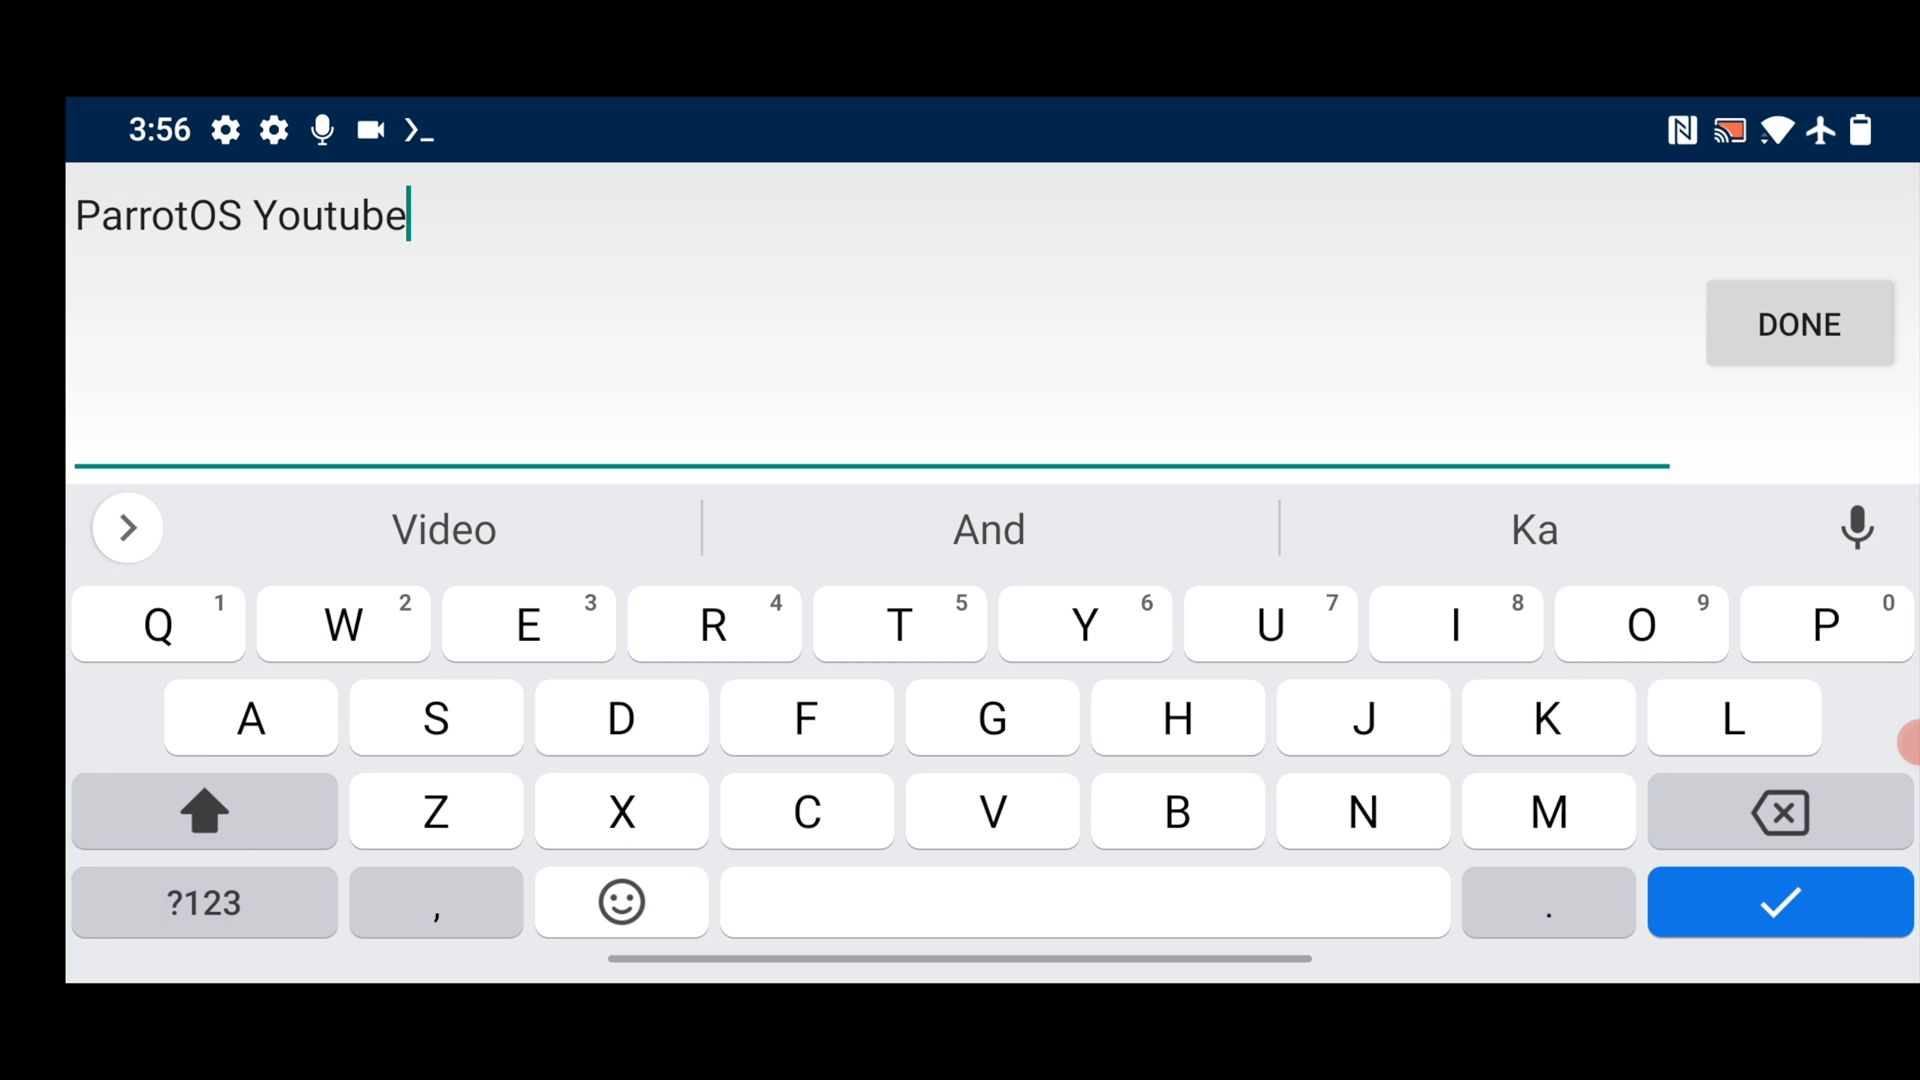 3:56
ParrotOS Youtube
DONE
Video And Ka
Q 1 W 2 E 3 R 4 T 5 Y 6 U 7 I 8 O 9 P 0
A S D F G H J K L
Z X C V B N M
?123 , .